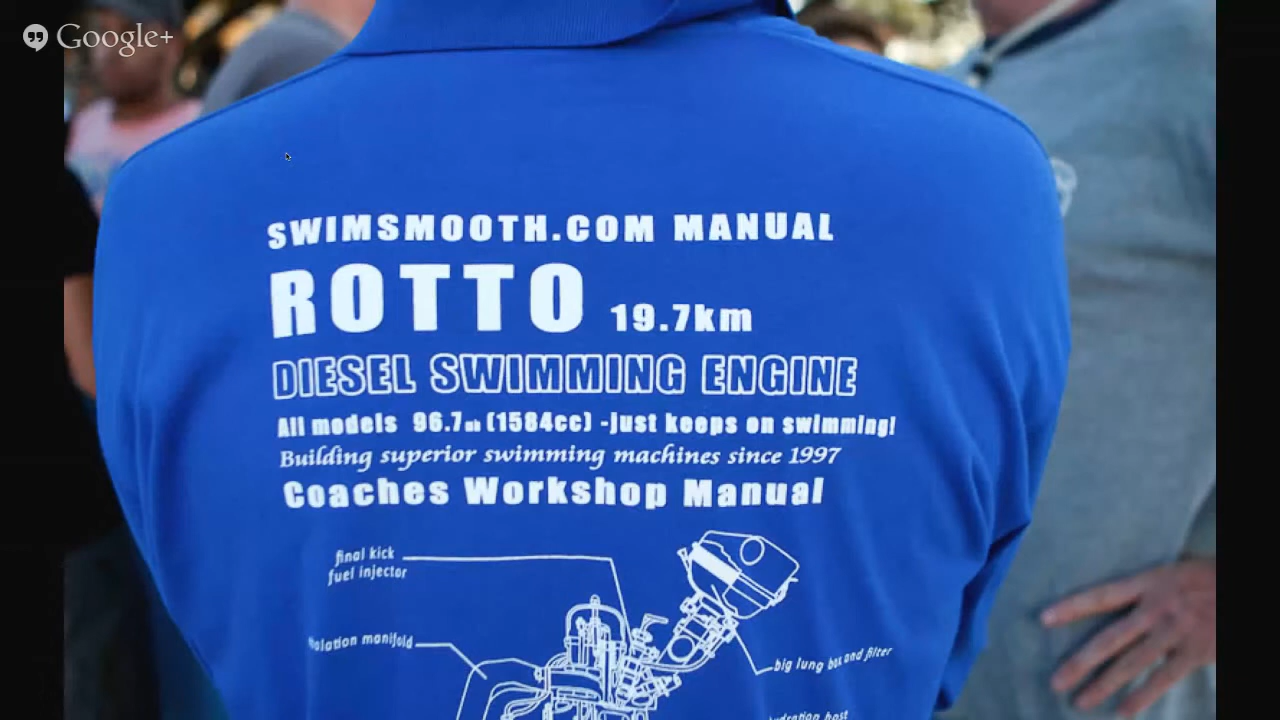 Google+
SWIMSMOOTH.COM MANUAL
ROTTO 19.7km
DIESEL SWIMMING ENGINE
All models 96.7 (1584cc) -just keeps on swimming!
Building superior swimming machines since 1997
Coaches Workshop Manual
final kick
fuel injector
manifold
big lung box and filter